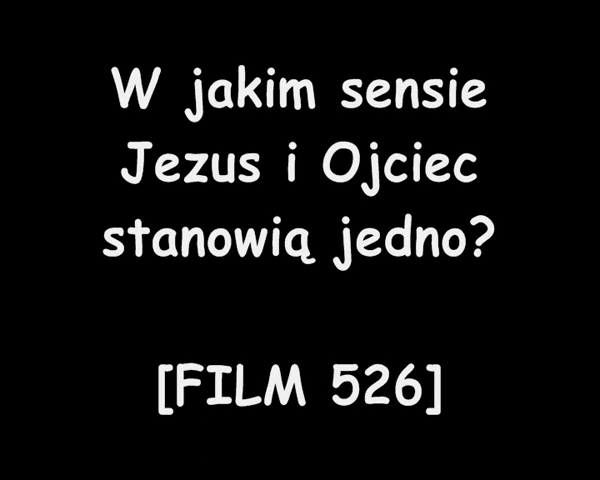 W jakim sensie
Jezus i Ojciec
stanowią jedno?
[FILM 526]